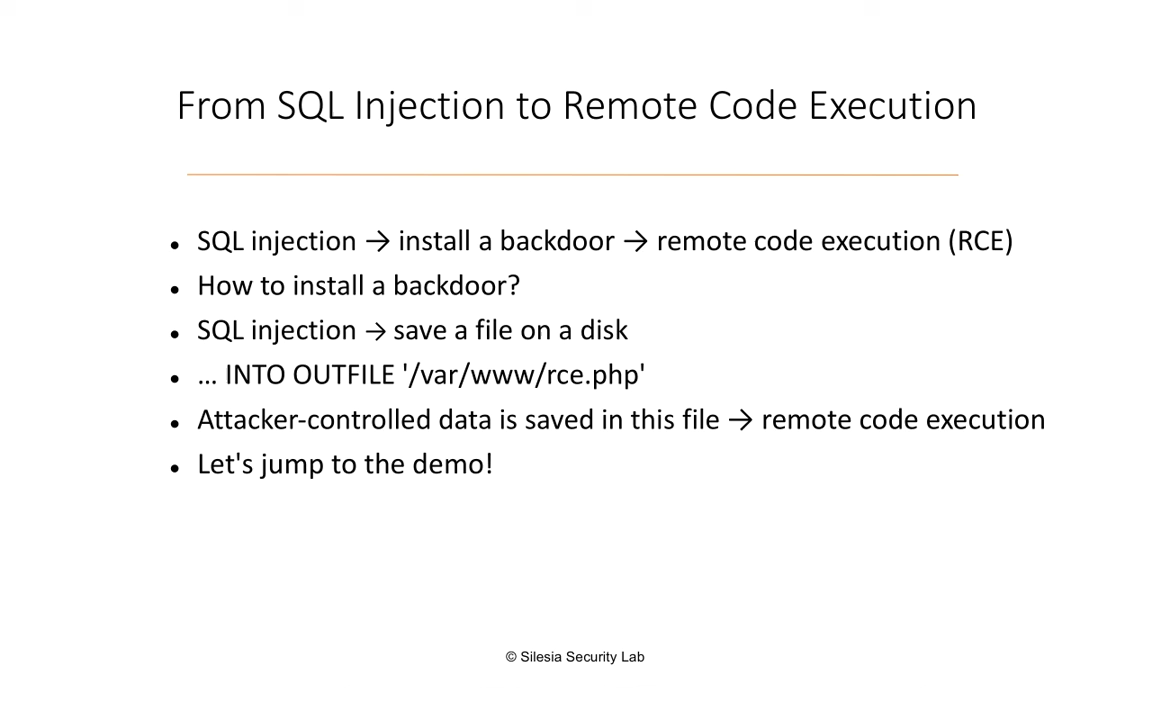 From SQL Injection to Remote Code Execution
• SQL injection → install a backdoor → remote code execution (RCE)
• How to install a backdoor?
• SQL injection → save a file on a disk
• ... INTO OUTFILE '/var/www/rce.php'
• Attacker-controlled data is saved in this file → remote code execution
• Let's jump to the demo!
© Silesia Security Lab